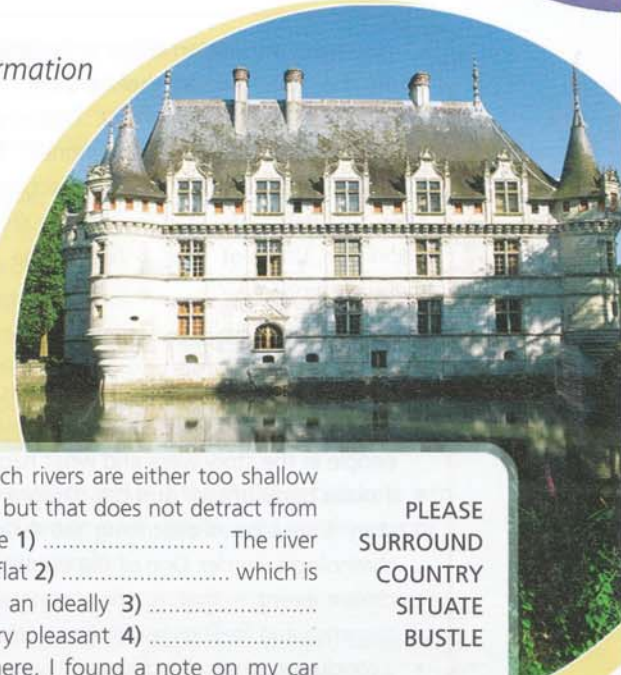 rmation
ch rivers are either too shallow
but that does not detract from PLEASE
e 1) ........................ . The river SURROUND
flat 2) ........................ which is COUNTRY
an ideally 3) ........................ SITUATE
ry pleasant 4) ........................ BUSTLE
here, I found a note on my car